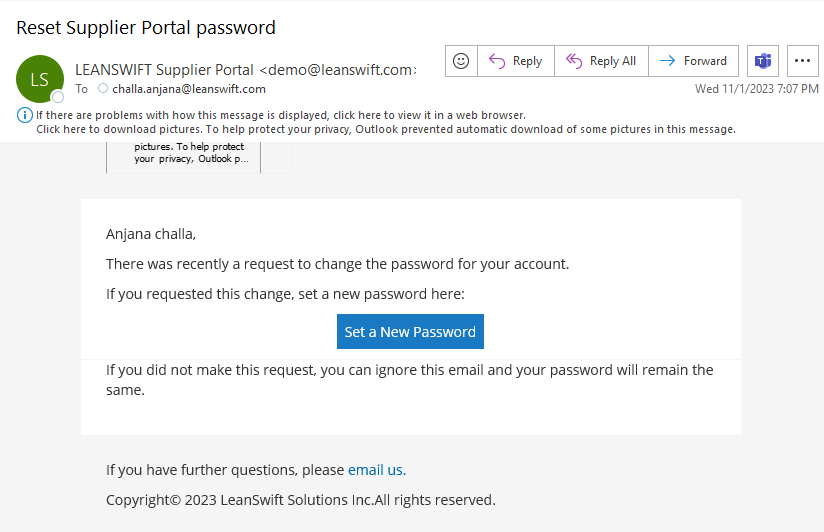 Reset Supplier Portal password
LS
LEANSWIFT Supplier Portal <demo@leanswift.com>
Reply
Reply All
Forward
To challa.anjana@leanswift.com
Wed 11/1/2023 7:07 PM
If there are problems with how this message is displayed, click here to view it in a web browser.
Click here to download pictures. To help protect your privacy, Outlook prevented automatic download of some pictures in this message.
pictures. To help protect
your privacy, Outlook p...
Anjana challa,
There was recently a request to change the password for your account.
If you requested this change, set a new password here:
Set a New Password
If you did not make this request, you can ignore this email and your password will remain the
same.
If you have further questions, please email us.
Copyright© 2023 LeanSwift Solutions Inc.All rights reserved.